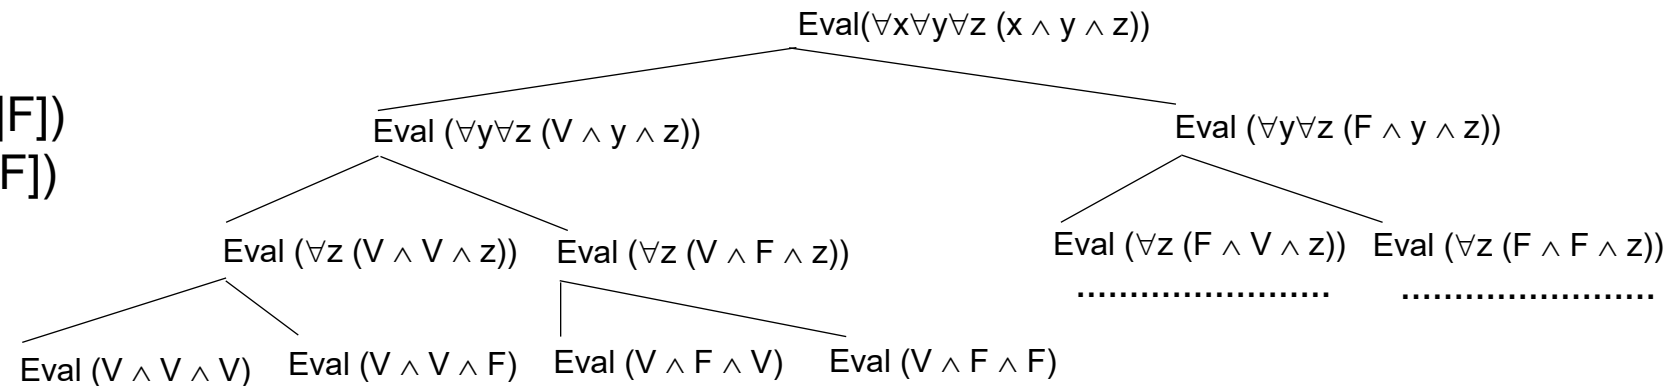 Eval(∀x∀y∀z (x ∧ y ∧ z))
|F])
F])
Eval (∀y∀z (V ∧ y ∧ z))
Eval (∀y∀z (F ∧ y ∧ z))
Eval (∀z (V ∧ V ∧ z))
Eval (∀z (V ∧ F ∧ z))
Eval (∀z (F ∧ V ∧ z))
Eval (∀z (F ∧ F ∧ z))
........................
........................
Eval (V ∧ V ∧ V)
Eval (V ∧ V ∧ F)
Eval (V ∧ F ∧ V)
Eval (V ∧ F ∧ F)